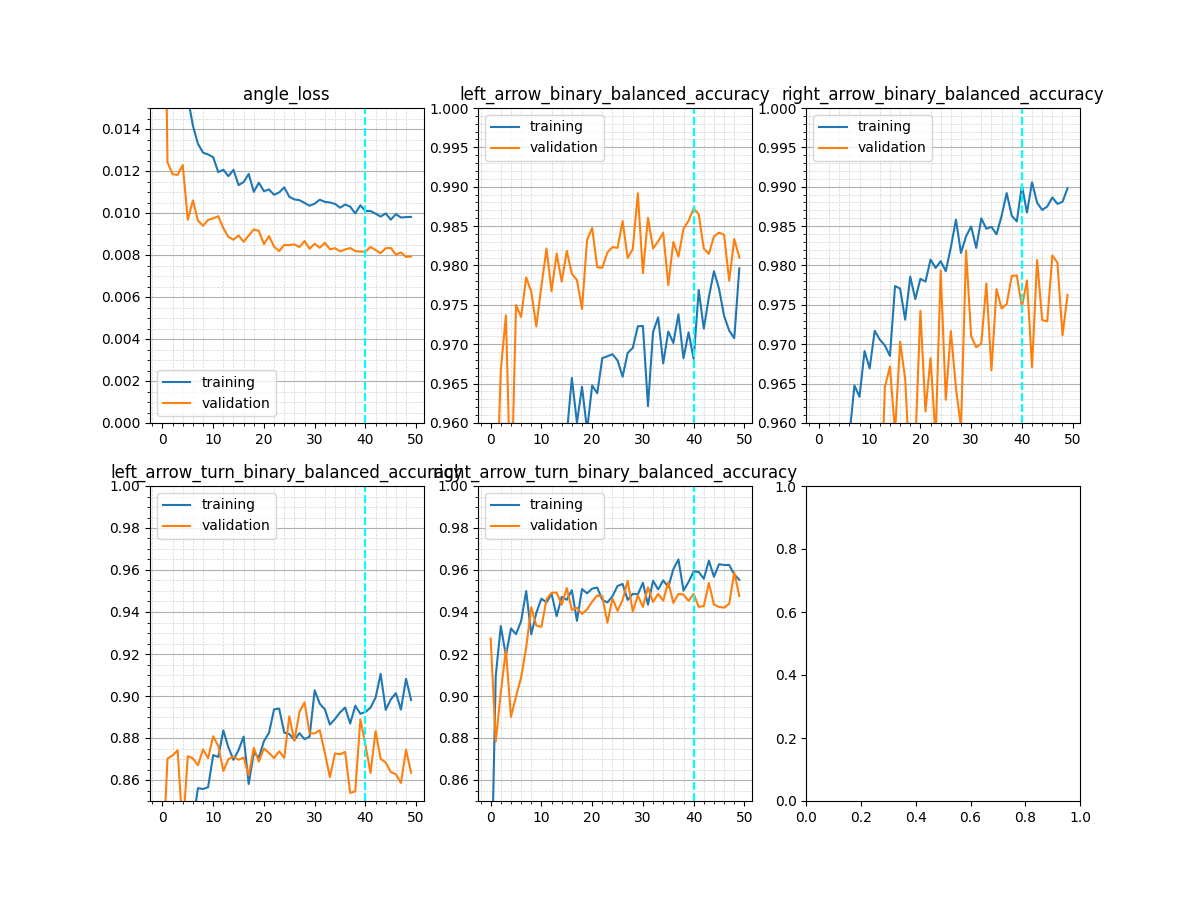 angle_loss
left_arrow_binary_balanced_accuracy
right_arrow_binary_balanced_accuracy
0.014
0.012
0.010
0.008
0.006
0.004
0.002
0.000
training
validation
0 10 20 30 40 50
1.000
0.995
0.990
0.985
0.980
0.975
0.970
0.965
0.960
training
validation
0 10 20 30 40 50
1.000
0.995
0.990
0.985
0.980
0.975
0.970
0.965
0.960
training
validation
0 10 20 30 40 50
left_arrow_turn_binary_balanced_accuracy
right_arrow_turn_binary_balanced_accuracy
1.00
0.98
0.96
0.94
0.92
0.90
0.88
0.86
training
validation
0 10 20 30 40 50
1.00
0.98
0.96
0.94
0.92
0.90
0.88
0.86
training
validation
0 10 20 30 40 50
1.0
0.8
0.6
0.4
0.2
0.0
0.0 0.2 0.4 0.6 0.8 1.0